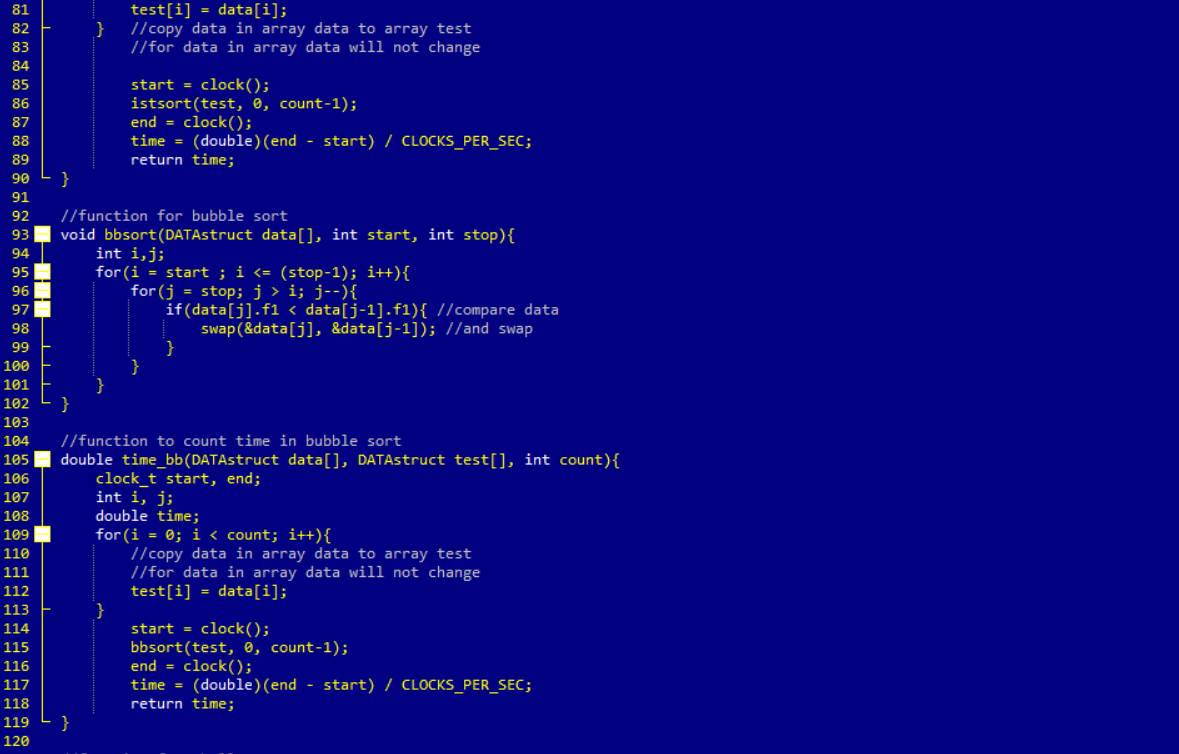 81 test[i] = data[i];
82 } //copy data in array data to array test
83 //for data in array data will not change
84
85 start = clock();
86 istsort(test, 0, count-1);
87 end = clock();
88 time = (double)(end - start) / CLOCKS_PER_SEC;
89 return time;
90 }
91
92 //function for bubble sort
93 void bbsort(DATAstruct data[], int start, int stop){
94 int i,j;
95 for(i = start ; i <= (stop-1); i++){
96 for(j = stop; j > i; j--){
97 if(data[j].f1 < data[j-1].f1){ //compare data
98 swap(&data[j], &data[j-1]); //and swap
99 }
100 }
101 }
102 }
103
104 //function to count time in bubble sort
105 double time_bb(DATAstruct data[], DATAstruct test[], int count){
106 clock_t start, end;
107 int i, j;
108 double time;
109 for(i = 0; i < count; i++){
110 //copy data in array data to array test
111 //for data in array data will not change
112 test[i] = data[i];
113 }
114 start = clock();
115 bbsort(test, 0, count-1);
116 end = clock();
117 time = (double)(end - start) / CLOCKS_PER_SEC;
118 return time;
119 }
120